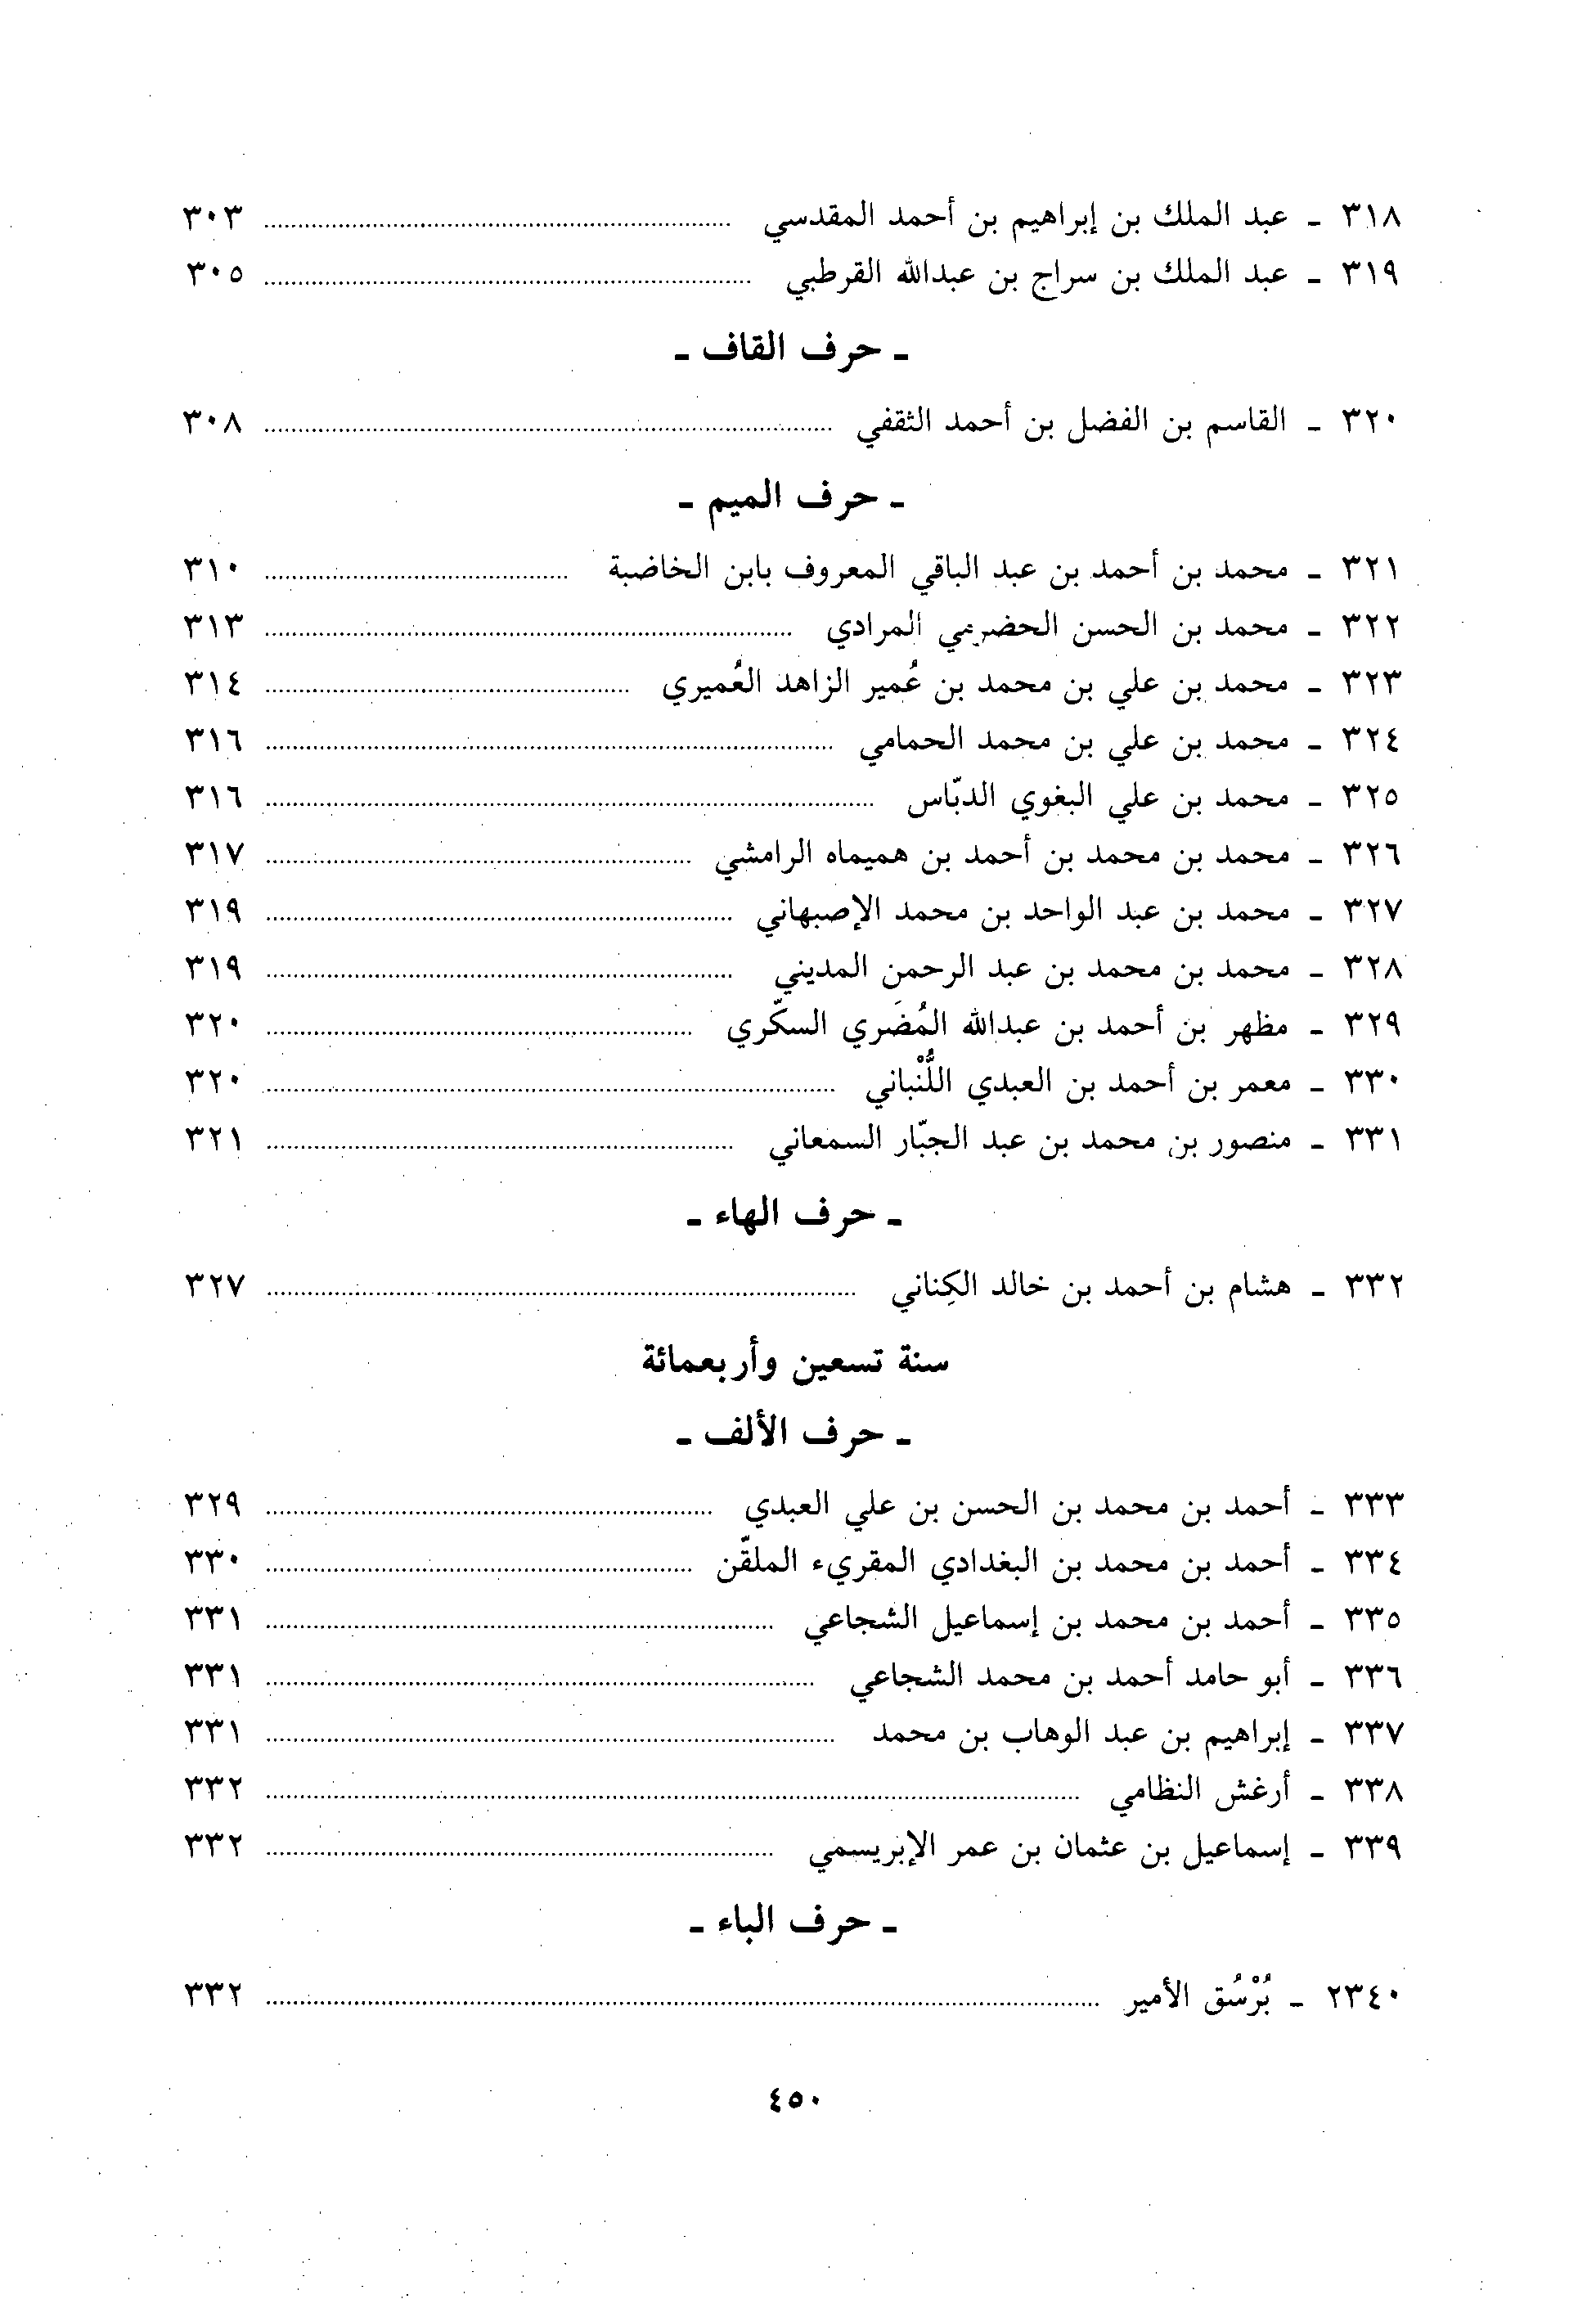 ٣١٨ ـ عبد الملك بن إبراهيم بن أحمد المقدسي ........ ٣٠٣
٣١٩ ـ عبد الملك بن سراج بن عبدالله القرطبي ........ ٣٠٥
ـ حرف القاف ـ
٣٢٠ ـ القاسم بن الفضل بن أحمد الثقفي ........ ٣٠٨
ـ حرف الميم ـ
٣٢١ ـ محمد بن أحمد بن عبد الباقي المعروف بابن الخاضبة ........ ٣١٠
٣٢٢ ـ محمد بن الحسن الحضرمي المرادي ........ ٣١٣
٣٢٣ ـ محمد بن علي بن محمد بن عُمير الزاهد العُميري ........ ٣١٤
٣٢٤ ـ محمد بن علي بن محمد الحمامي ........ ٣١٦
٣٢٥ ـ محمد بن علي البغوي الدبّاس ........ ٣١٦
٣٢٦ ـ محمد بن محمد بن أحمد بن هميماه الرامشي ........ ٣١٧
٣٢٧ ـ محمد بن عبد الواحد بن محمد الإصبهاني ........ ٣١٩
٣٢٨ ـ محمد بن محمد بن عبد الرحمن المديني ........ ٣١٩
٣٢٩ ـ مظهر بن أحمد بن عبدالله المُضَري السكّري ........ ٣٢٠
٣٣٠ ـ معمر بن أحمد بن العبدي اللُّنْباني ........ ٣٢٠
٣٣١ ـ منصور بن محمد بن عبد الجبّار السمعاني ........ ٣٢١
ـ حرف الهاء ـ
٣٣٢ ـ هشام بن أحمد بن خالد الكِناني ........ ٣٢٧
سنة تسعين وأربعمائة
ـ حرف الألف ـ
٣٣٣ ـ أحمد بن محمد بن الحسن بن علي العبدي ........ ٣٢٩
٣٣٤ ـ أحمد بن محمد بن البغدادي المقريء الملقّن ........ ٣٣٠
٣٣٥ ـ أحمد بن محمد بن إسماعيل الشجاعي ........ ٣٣١
٣٣٦ ـ أبو حامد أحمد بن محمد الشجاعي ........ ٣٣١
٣٣٧ ـ إبراهيم بن عبد الوهاب بن محمد ........ ٣٣١
٣٣٨ ـ أرغش النظامي ........ ٣٣٢
٣٣٩ ـ إسماعيل بن عثمان بن عمر الإبريسمي ........ ٣٣٢
ـ حرف الباء ـ
٢٣٤٠ ـ بُرْسُق الأمير ........ ٣٣٢
٤٥٠